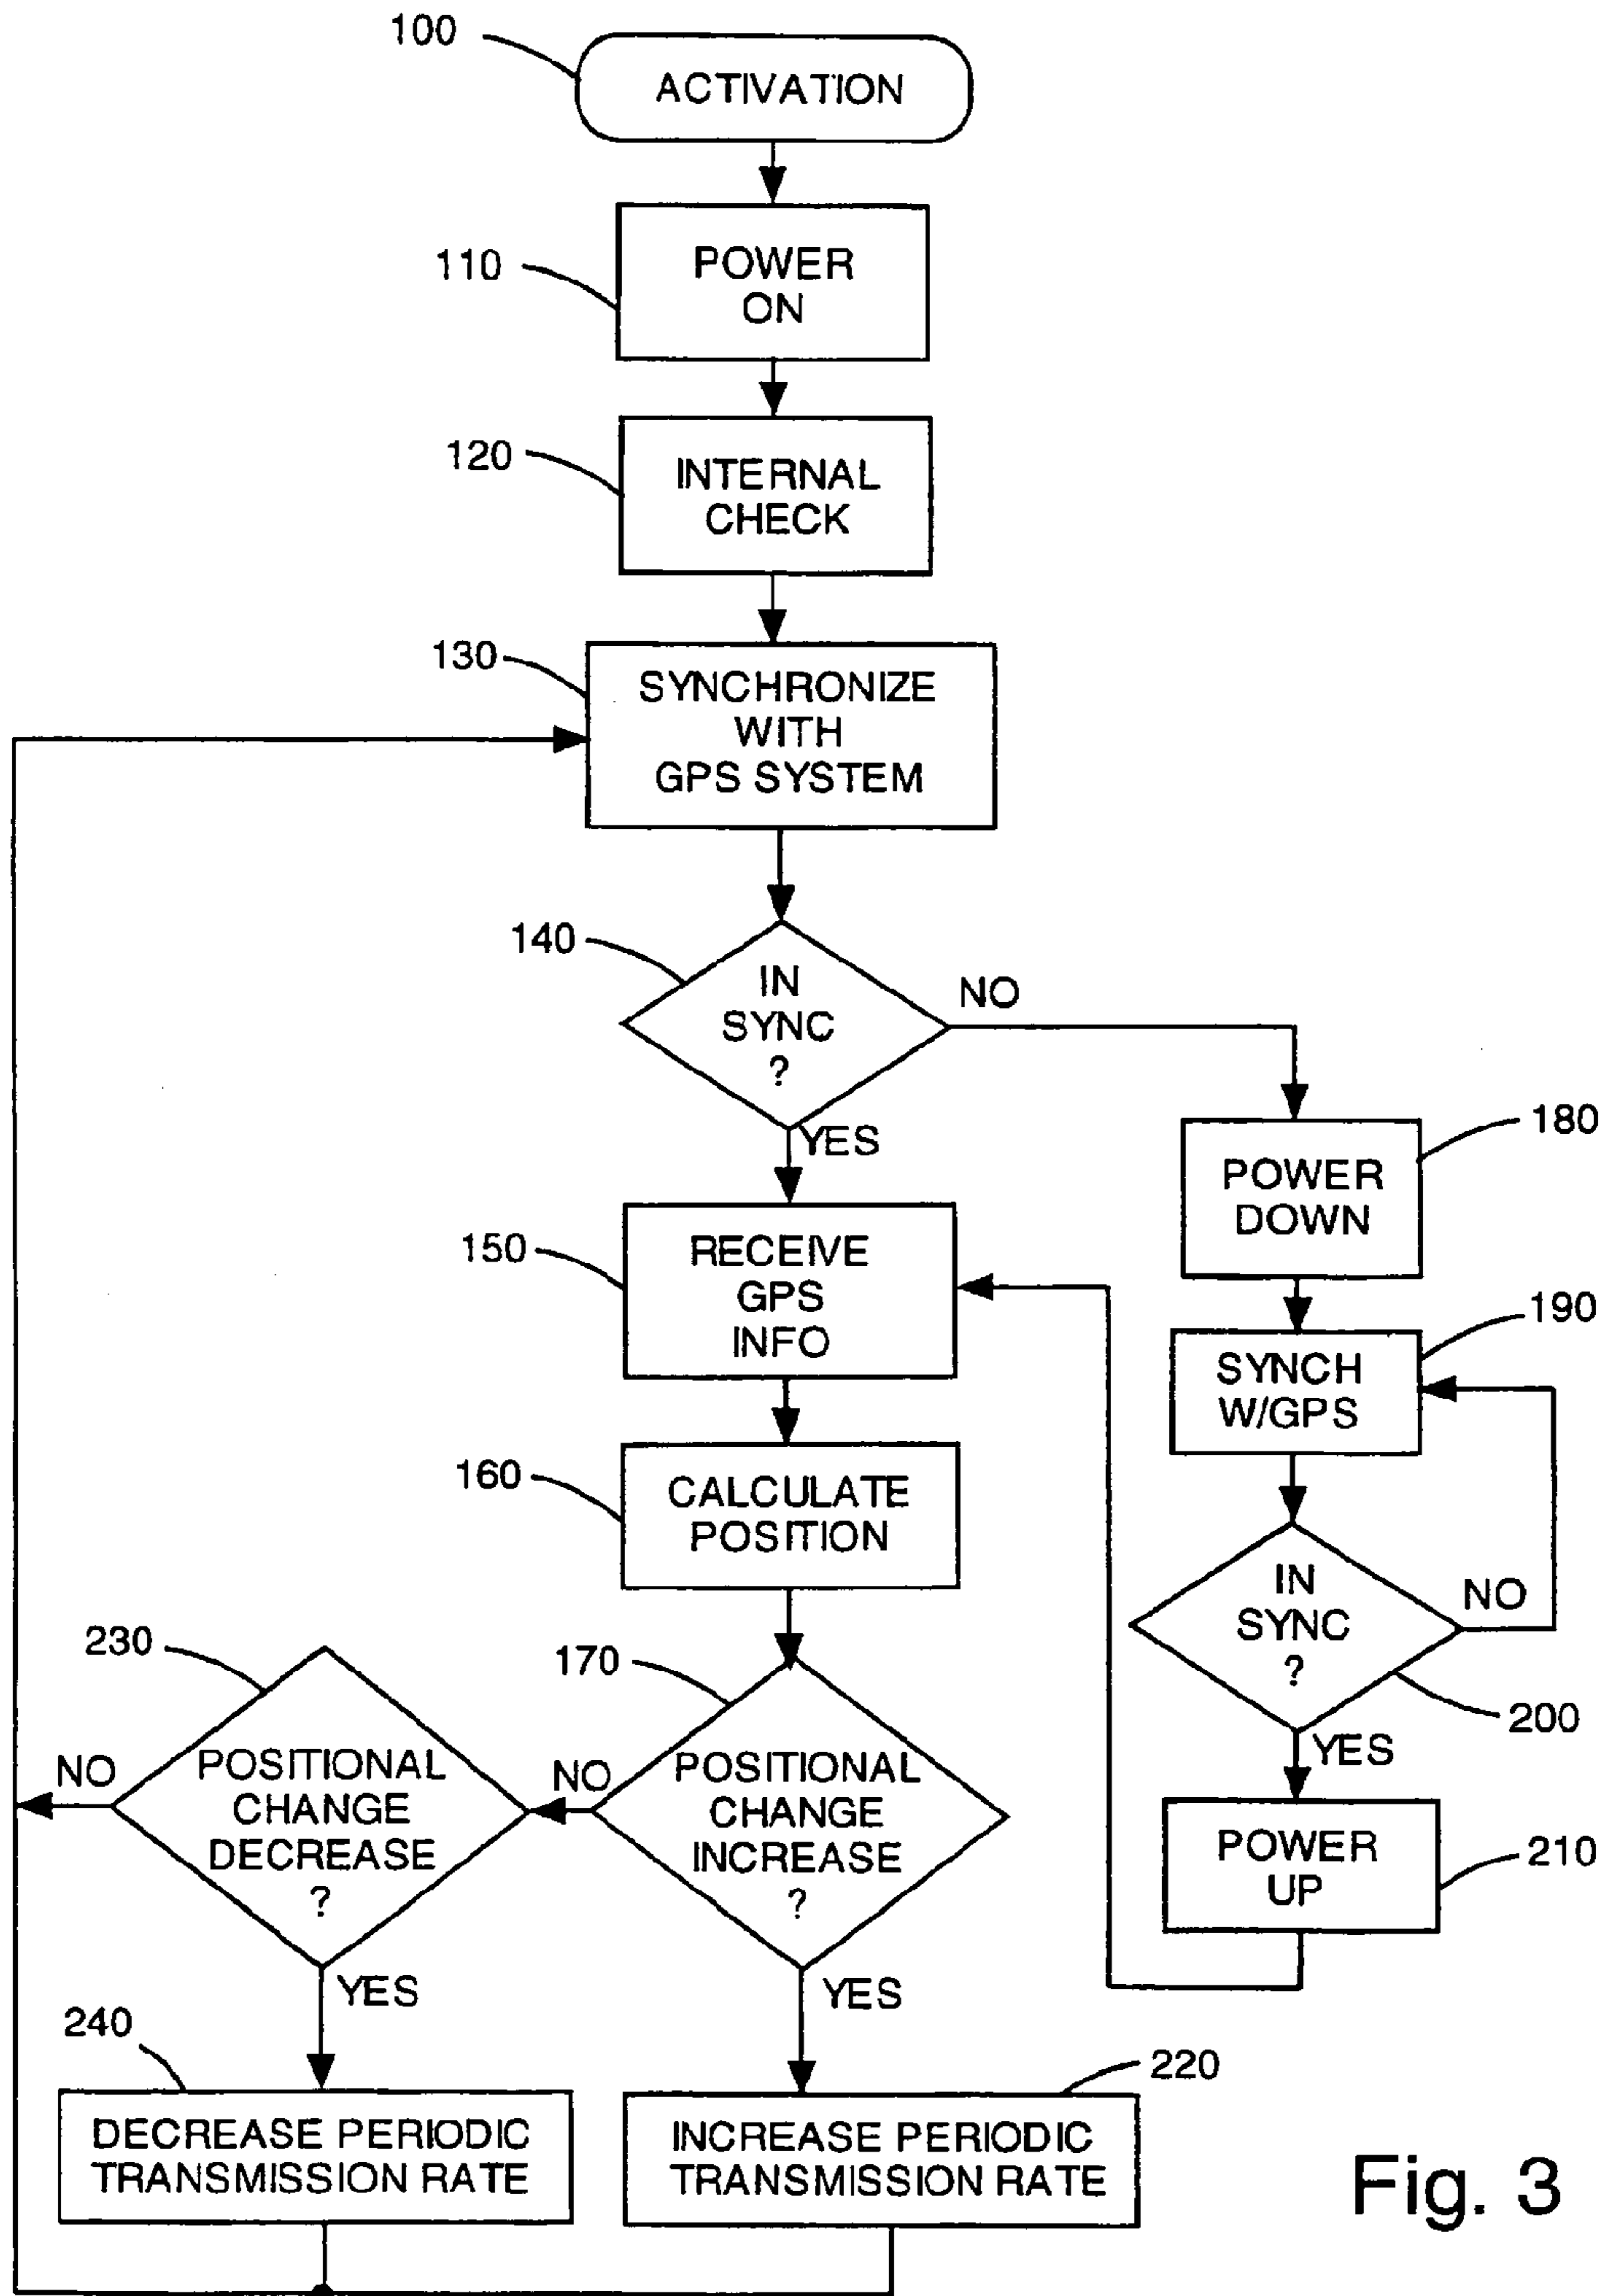 100
ACTIVATION
110
POWER
ON
120
INTERNAL
CHECK
130
SYNCHRONIZE
WITH
GPS SYSTEM
140
IN
SYNC
?
NO
YES
180
POWER
DOWN
150
RECEIVE
GPS
INFO
190
SYNCH
W/GPS
160
CALCULATE
POSITION
IN
SYNC
?
NO
200
YES
230
POSITIONAL
CHANGE
DECREASE
?
NO
170
POSITIONAL
CHANGE
INCREASE
?
NO
POWER
UP
210
YES
YES
240
DECREASE PERIODIC
TRANSMISSION RATE
220
INCREASE PERIODIC
TRANSMISSION RATE
Fig. 3